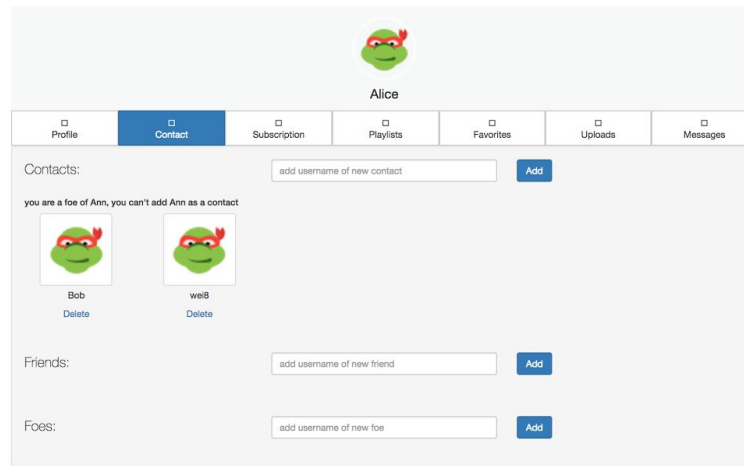 Alice
Profile Contact Subscription Playlists Favorites Uploads Messages
Contacts: add username of new contact Add
you are a foe of Ann, you can't add Ann as a contact
Bob wei8
Delete Delete
Friends: add username of new friend Add
Foes: add username of new foe Add